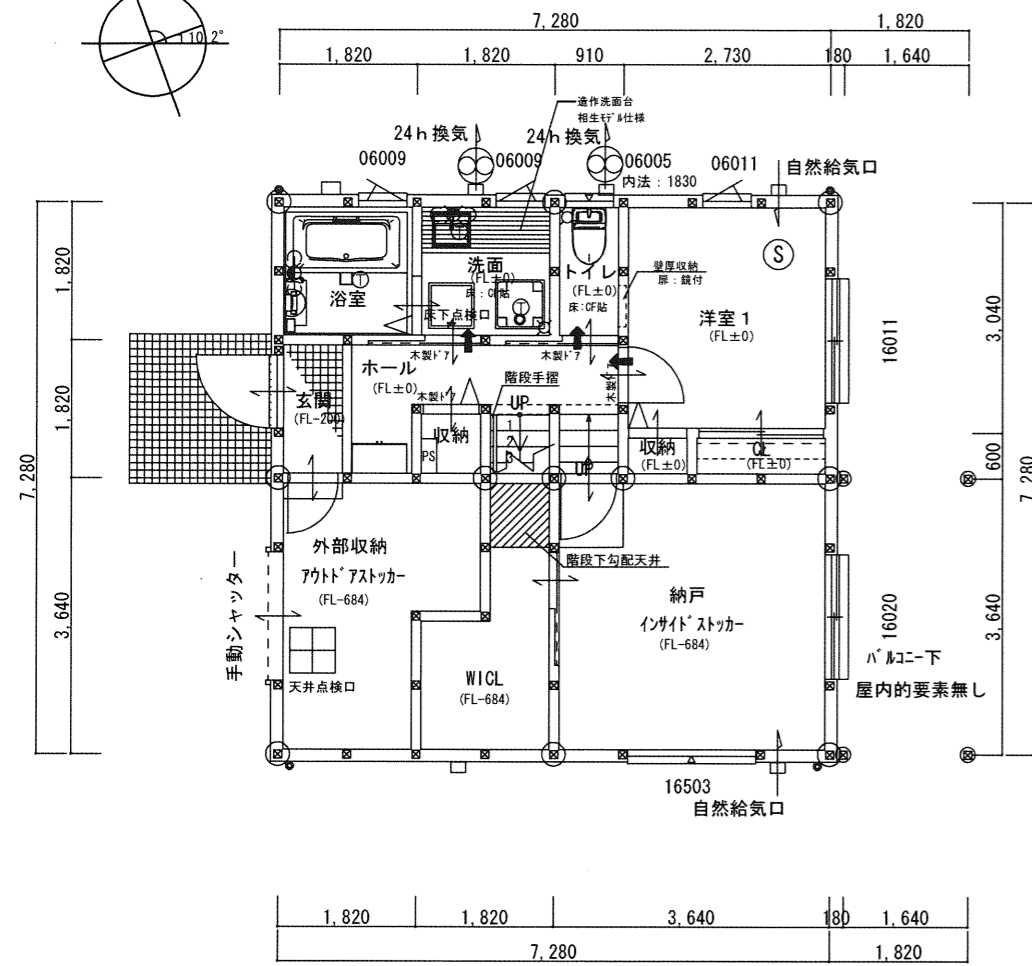 110.2°
7,280
1,820
1,820
1,820
910
2,730
180
1,640
造作洗面台
相生ﾓﾃﾞﾙ仕様
24h換気
24h換気
06009
06009
06005
内法：1830
06011
自然給気口
1,820
1,820
7,280
3,640
3,040
600
7,280
3,640
浴室
T
洗面
(FL±0)
床：CF貼
床下点検口
T
T
トイレ
(FL±0)
床：CF貼
壁厚収納
扉：鏡付
S
洋室1
(FL±0)
16011
木製ﾄﾞｱ
木製ﾄﾞｱ
木製ﾄﾞｱ
木製ﾄﾞｱ
ホール
(FL±0)
階段手摺
玄関
(FL-200)
収納
PS
UP
1
2
3
UP
収納
(FL±0)
CL
(FL±0)
外部収納
ｱｳﾄﾄﾞｱｽﾄｯｶｰ
(FL-684)
階段下勾配天井
手動シャッター
天井点検口
WICL
(FL-684)
納戸
ｲﾝｻｲﾄﾞｽﾄｯｶｰ
(FL-684)
16020
ﾊﾞﾙｺﾆｰ下
屋内的要素無し
16503
自然給気口
1,820
1,820
3,640
180
1,640
7,280
1,820